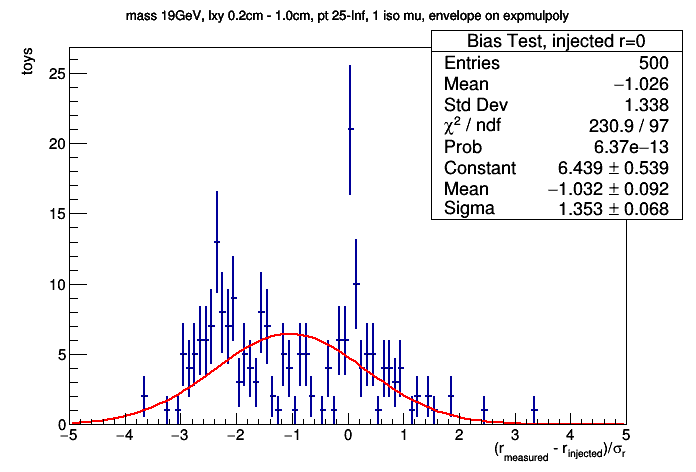 mass 19GeV, lxy 0.2cm - 1.0cm, pt 25-Inf, 1 iso mu, envelope on expmulpoly
toys
Bias Test, injected r=0
Entries 500
Mean −1.026
Std Dev 1.338
χ² / ndf 230.9 / 97
Prob 6.37e−13
Constant 6.439 ± 0.539
Mean −1.032 ± 0.092
Sigma 1.353 ± 0.068
25
20
15
10
5
0
−5 −4 −3 −2 −1 0 1 2 3 4 5
(r_measured - r_injected)/σ_r